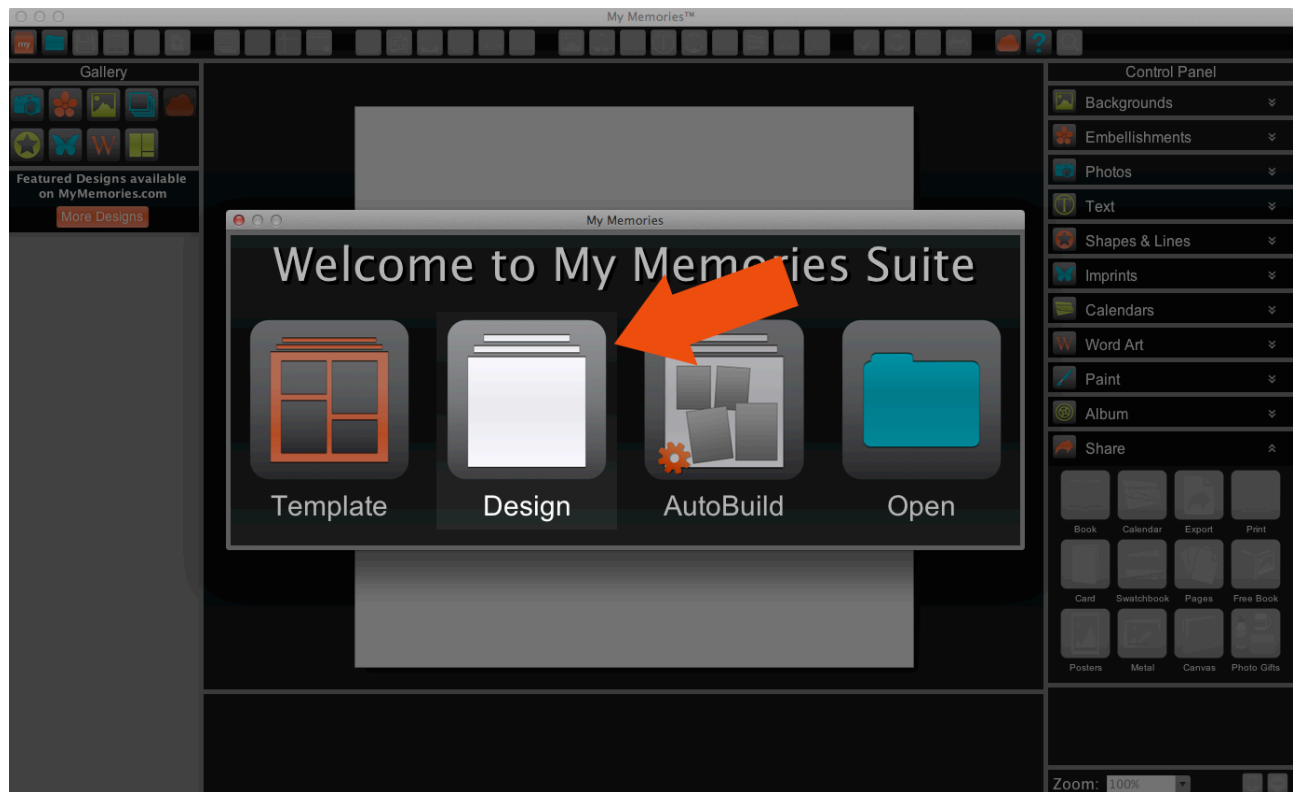 My Memories™
my
?
Gallery
W
Featured Designs available
on MyMemories.com
More Designs
My Memories
Welcome to My Memories Suite
Template
Design
AutoBuild
Open
Control Panel
Backgrounds
Embellishments
Photos
T Text
Shapes & Lines
Imprints
Calendars
W Word Art
Paint
Album
Share
Book Calendar Export Print
Card Swatchbook Pages Free Book
Posters Metal Canvas Photo Gifts
Zoom: 100%